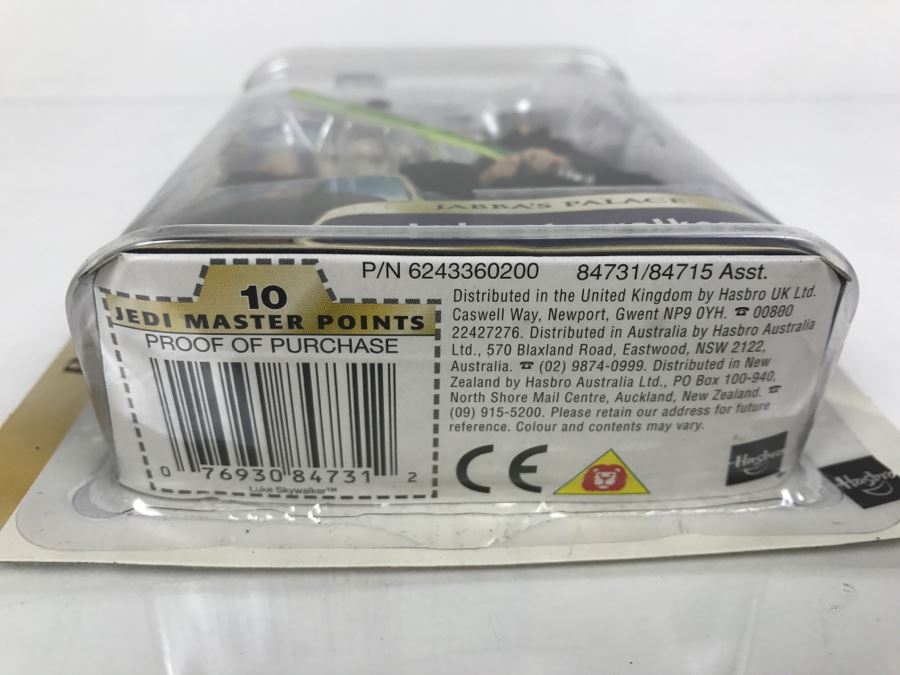 JABBA'S PALACE
10
JEDI MASTER POINTS
PROOF OF PURCHASE
0 76930 84731 2
Luke Skywalker™
P/N 6243360200 84731/84715 Asst.
Distributed in the United Kingdom by Hasbro UK Ltd.
Caswell Way, Newport, Gwent NP9 0YH. ☎ 00800
22427276. Distributed in Australia by Hasbro Australia
Ltd., 570 Blaxland Road, Eastwood, NSW 2122,
Australia. ☎ (02) 9874-0999. Distributed in New
Zealand by Hasbro Australia Ltd., PO Box 100-940,
North Shore Mail Centre, Auckland, New Zealand. ☎
(09) 915-5200. Please retain our address for future
reference. Colour and contents may vary.
CE
Hasbro
Hasbro